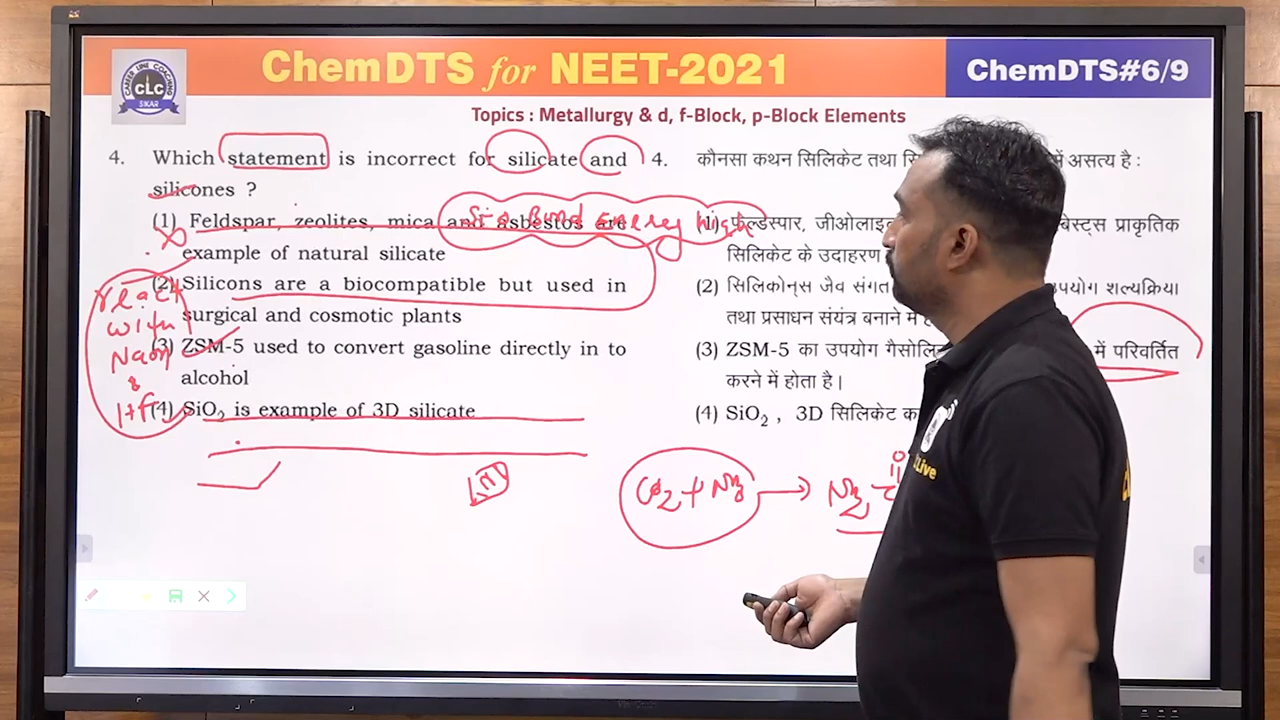 CAREER LINE COACHING
CLC
SIKAR
ChemDTS for NEET-2021
ChemDTS#6/9
Topics : Metallurgy & d, f-Block, p-Block Elements
4. Which statement is incorrect for silicate and silicones ?
(1) Feldspar, zeolites, mica and asbestos are
example of natural silicate
(2) Silicons are a biocompatible but used in
surgical and cosmotic plants
(3) ZSM-5 used to convert gasoline directly in to
alcohol
(4) SiO₂ is example of 3D silicate
Bond energy high
react
with
NaOH
&
HF
4. कौनसा कथन सिलिकेट तथा में असत्य है :
(1) फेल्डस्पार, प्राकृतिक
सिलिकेट के उदाहरण
(2) सिलिकोन्स जैव संगत उपयोग शल्यक्रिया
तथा प्रसाधन संयंत्र बनाने में
(3) ZSM-5 का उपयोग में परिवर्तित
करने में होता है।
(4) SiO₂ , 3D सिलिकेट
CO₂ + NH₃ → NH₂
Live